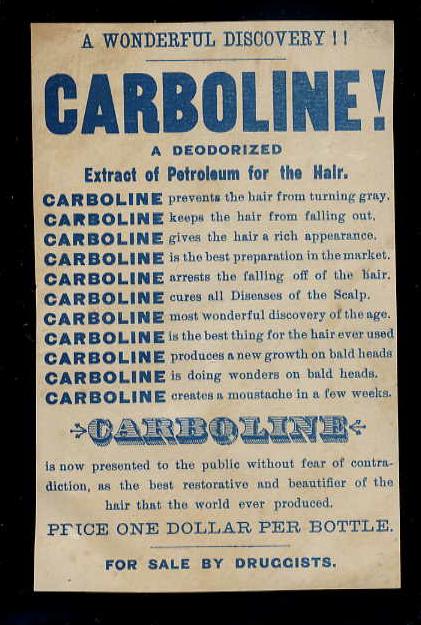 A WONDERFUL DISCOVERY!!
CARBOLINE!
A DEODORIZED
Extract of Petroleum for the Hair.
CARBOLINE prevents the hair from turning gray.
CARBOLINE keeps the hair from falling out.
CARBOLINE gives the hair a rich appearance.
CARBOLINE is the best preparation in the market.
CARBOLINE arrests the falling off of the hair.
CARBOLINE cures all Diseases of the Scalp.
CARBOLINE most wonderful discovery of the age.
CARBOLINE is the best thing for the hair ever used
CARBOLINE produces a new growth on bald heads
CARBOLINE is doing wonders on bald heads.
CARBOLINE creates a moustache in a few weeks.
CARBOLINE
is now presented to the public without fear of contra-
diction, as the best restorative and beautifier of the
hair that the world ever produced.
PRICE ONE DOLLAR PER BOTTLE.
FOR SALE BY DRUGGISTS.